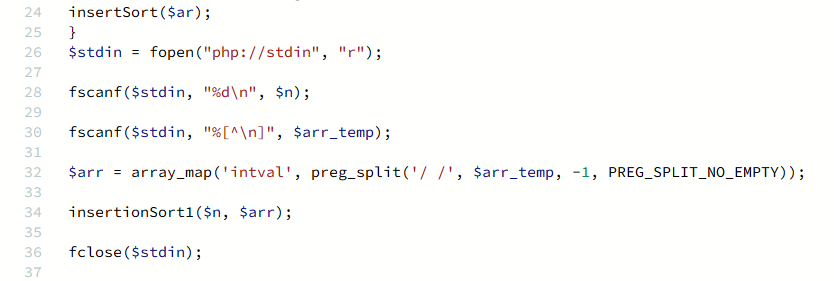 24 insertSort($ar);
25 }
26 $stdin = fopen("php://stdin", "r");
27
28 fscanf($stdin, "%d\n", $n);
29
30 fscanf($stdin, "%[^\n]", $arr_temp);
31
32 $arr = array_map('intval', preg_split('/ /', $arr_temp, -1, PREG_SPLIT_NO_EMPTY));
33
34 insertionSort1($n, $arr);
35
36 fclose($stdin);
37